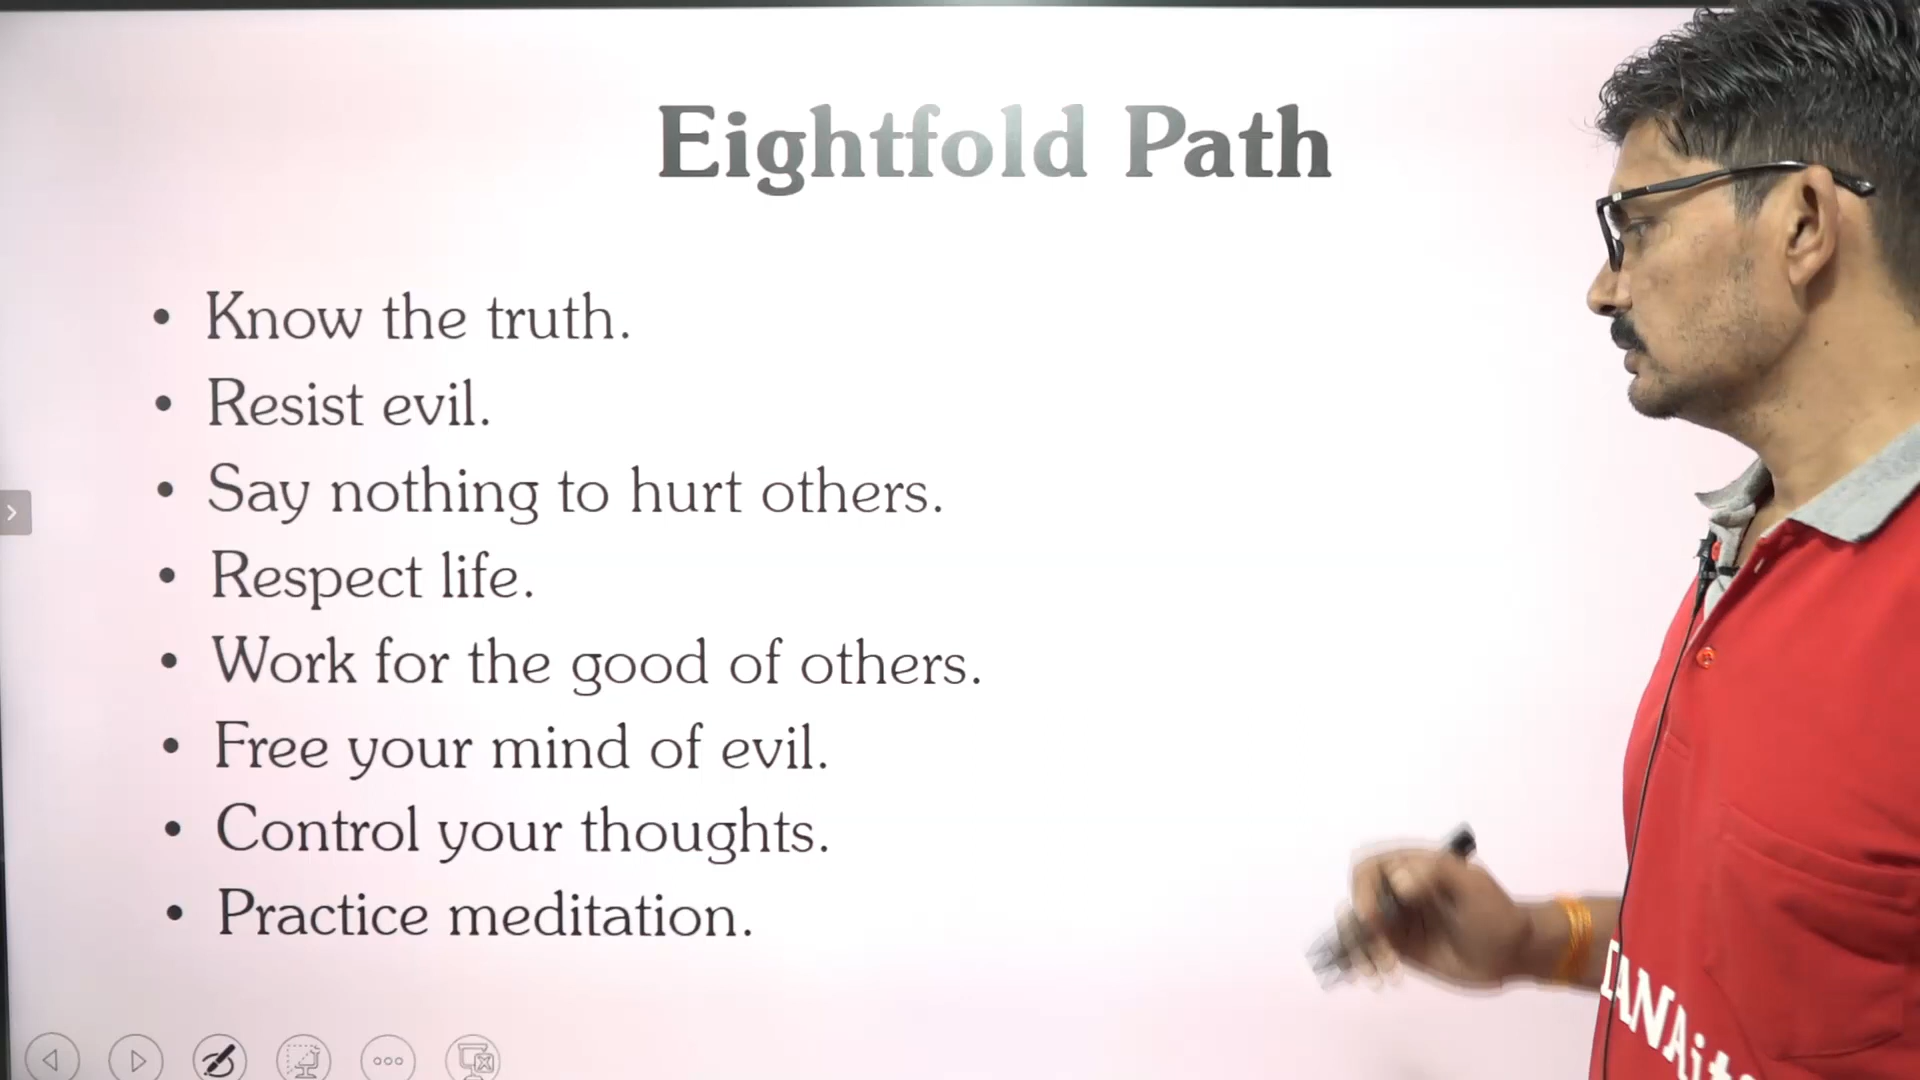 Eightfold Path
• Know the truth.
• Resist evil.
• Say nothing to hurt others.
• Respect life.
• Work for the good of others.
• Free your mind of evil.
• Control your thoughts.
• Practice meditation.